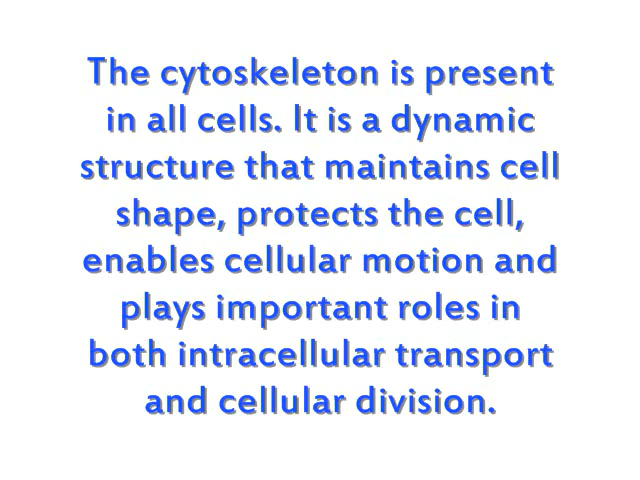 The cytoskeleton is present
in all cells. It is a dynamic
structure that maintains cell
shape, protects the cell,
enables cellular motion and
plays important roles in
both intracellular transport
and cellular division.